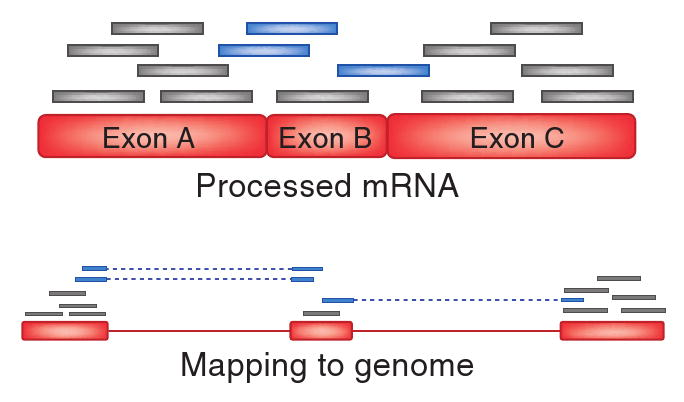 Exon A Exon B Exon C
Processed mRNA
Mapping to genome